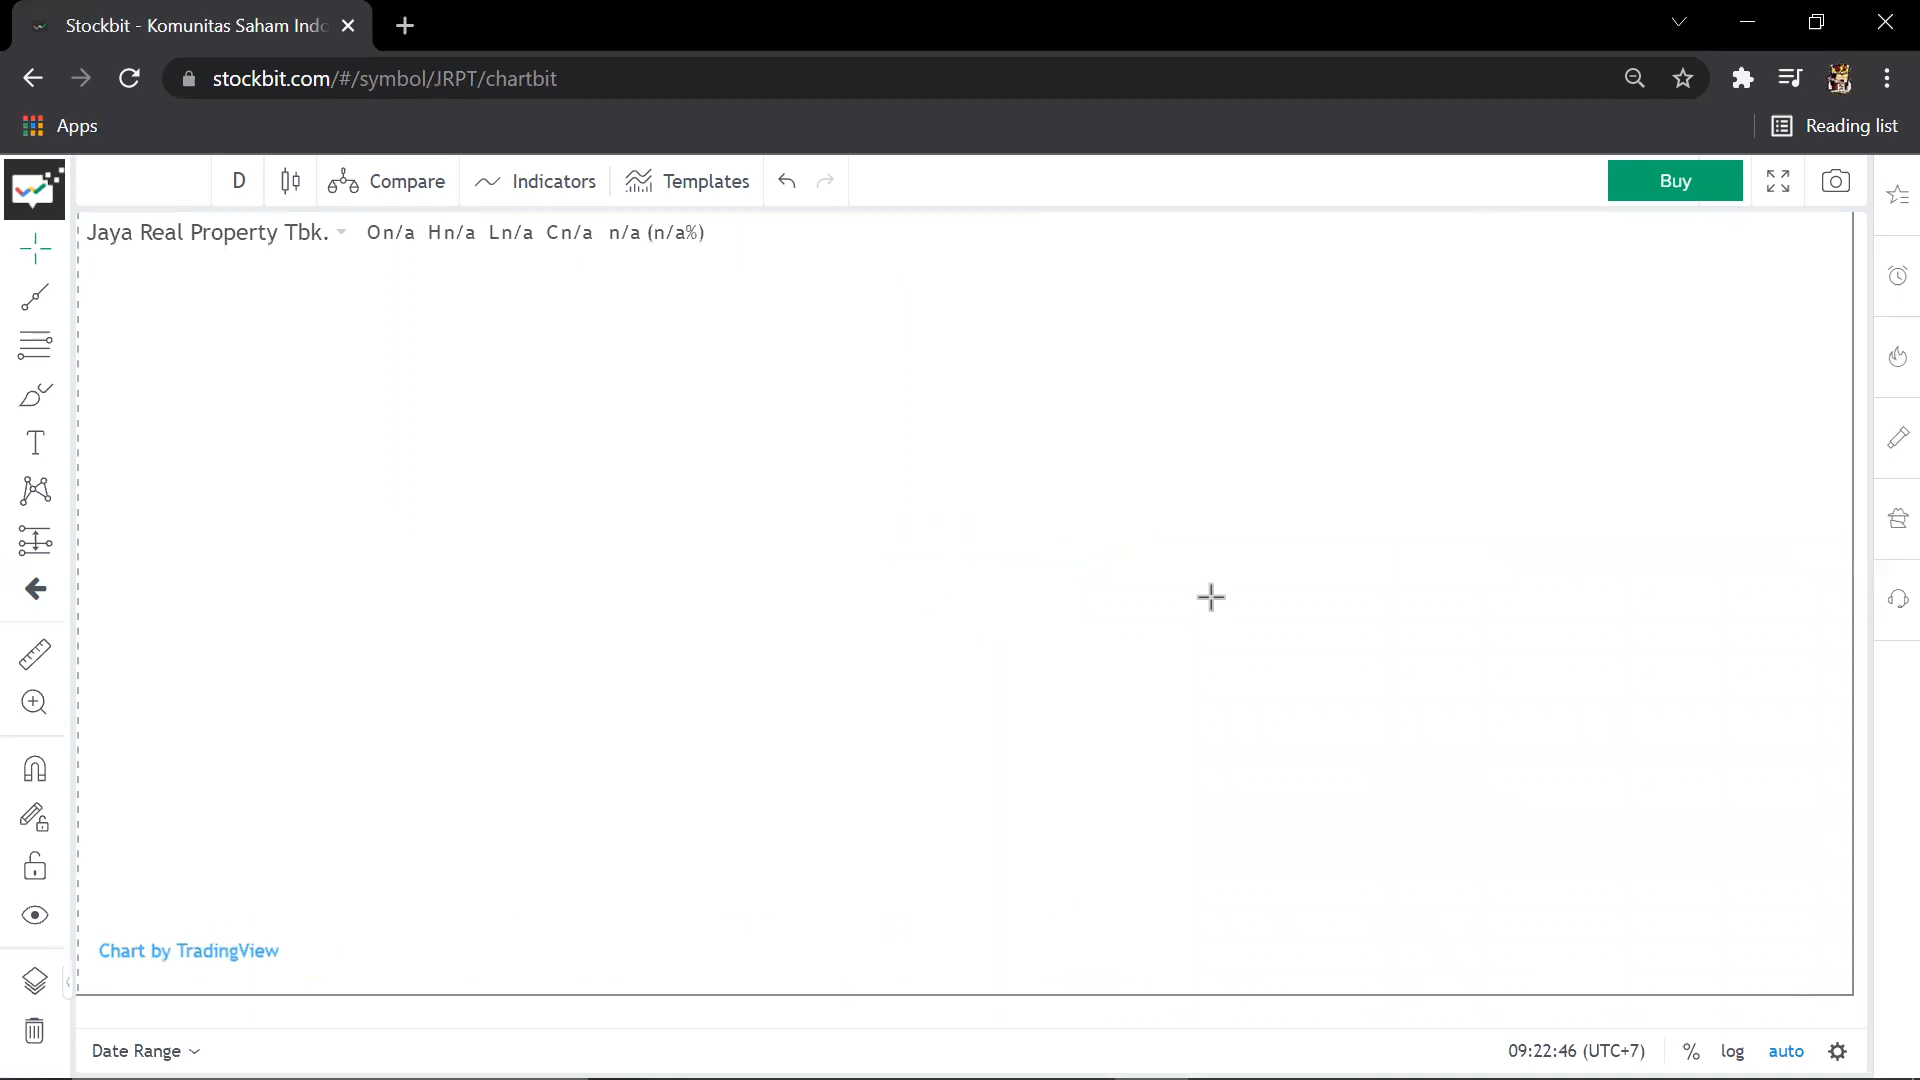 Stockbit - Komunitas Saham Indo
stockbit.com/#/symbol/JRPT/chartbit
Apps
Reading list
D
Compare
Indicators
Templates
Buy
Jaya Real Property Tbk. On/a Hn/a Ln/a Cn/a n/a (n/a%)
T
Chart by TradingView
Date Range
09:22:46 (UTC+7)
%
log
auto